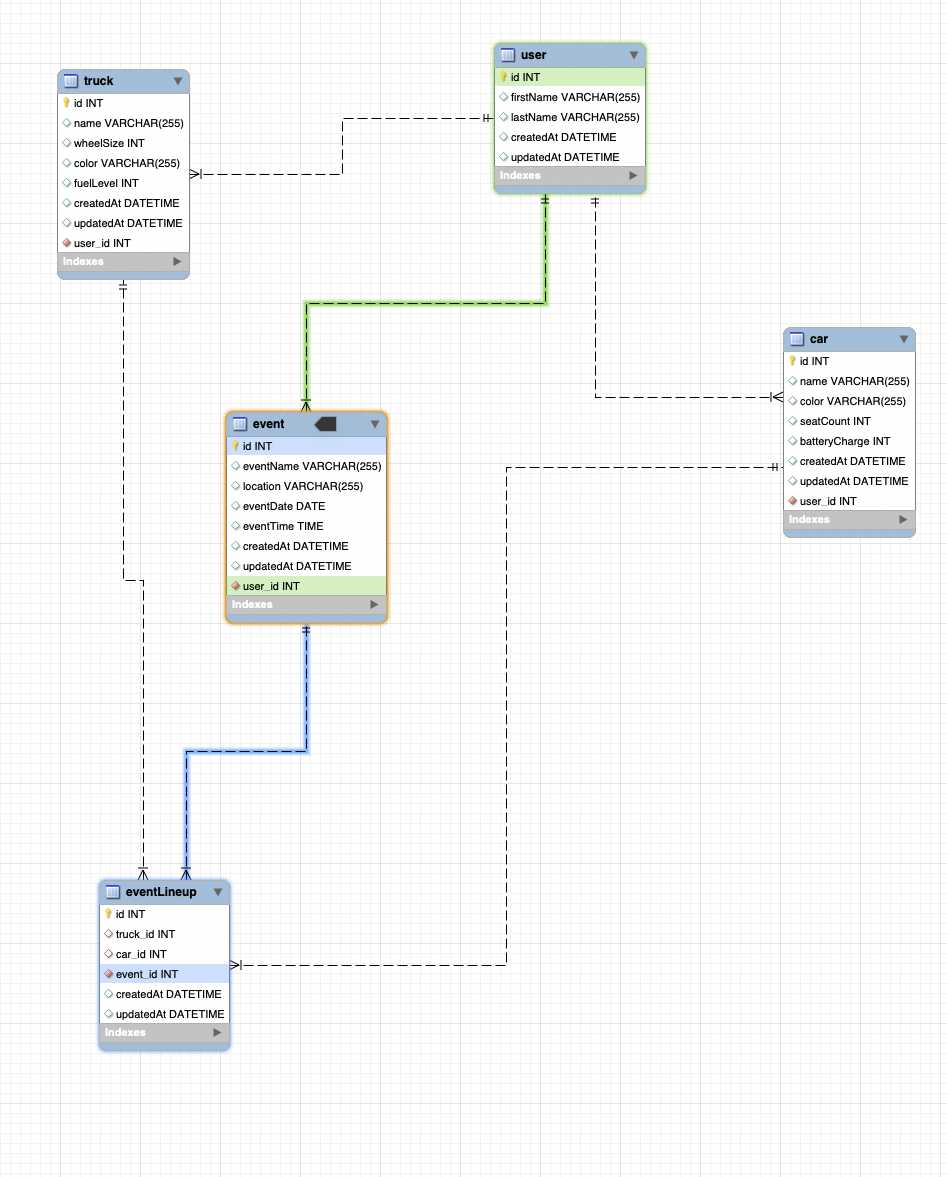 user
id INT
firstName VARCHAR(255)
lastName VARCHAR(255)
createdAt DATETIME
updatedAt DATETIME
Indexes
truck
id INT
name VARCHAR(255)
wheelSize INT
color VARCHAR(255)
fuelLevel INT
createdAt DATETIME
updatedAt DATETIME
user_id INT
Indexes
car
id INT
name VARCHAR(255)
color VARCHAR(255)
seatCount INT
batteryCharge INT
createdAt DATETIME
updatedAt DATETIME
user_id INT
Indexes
event
id INT
eventName VARCHAR(255)
location VARCHAR(255)
eventDate DATE
eventTime TIME
createdAt DATETIME
updatedAt DATETIME
user_id INT
Indexes
eventLineup
id INT
truck_id INT
car_id INT
event_id INT
createdAt DATETIME
updatedAt DATETIME
Indexes